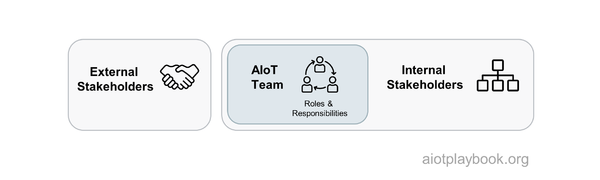 External
Stakeholders
AIoT
Team
Roles &
Responsibilities
Internal
Stakeholders
aiotplaybook.org